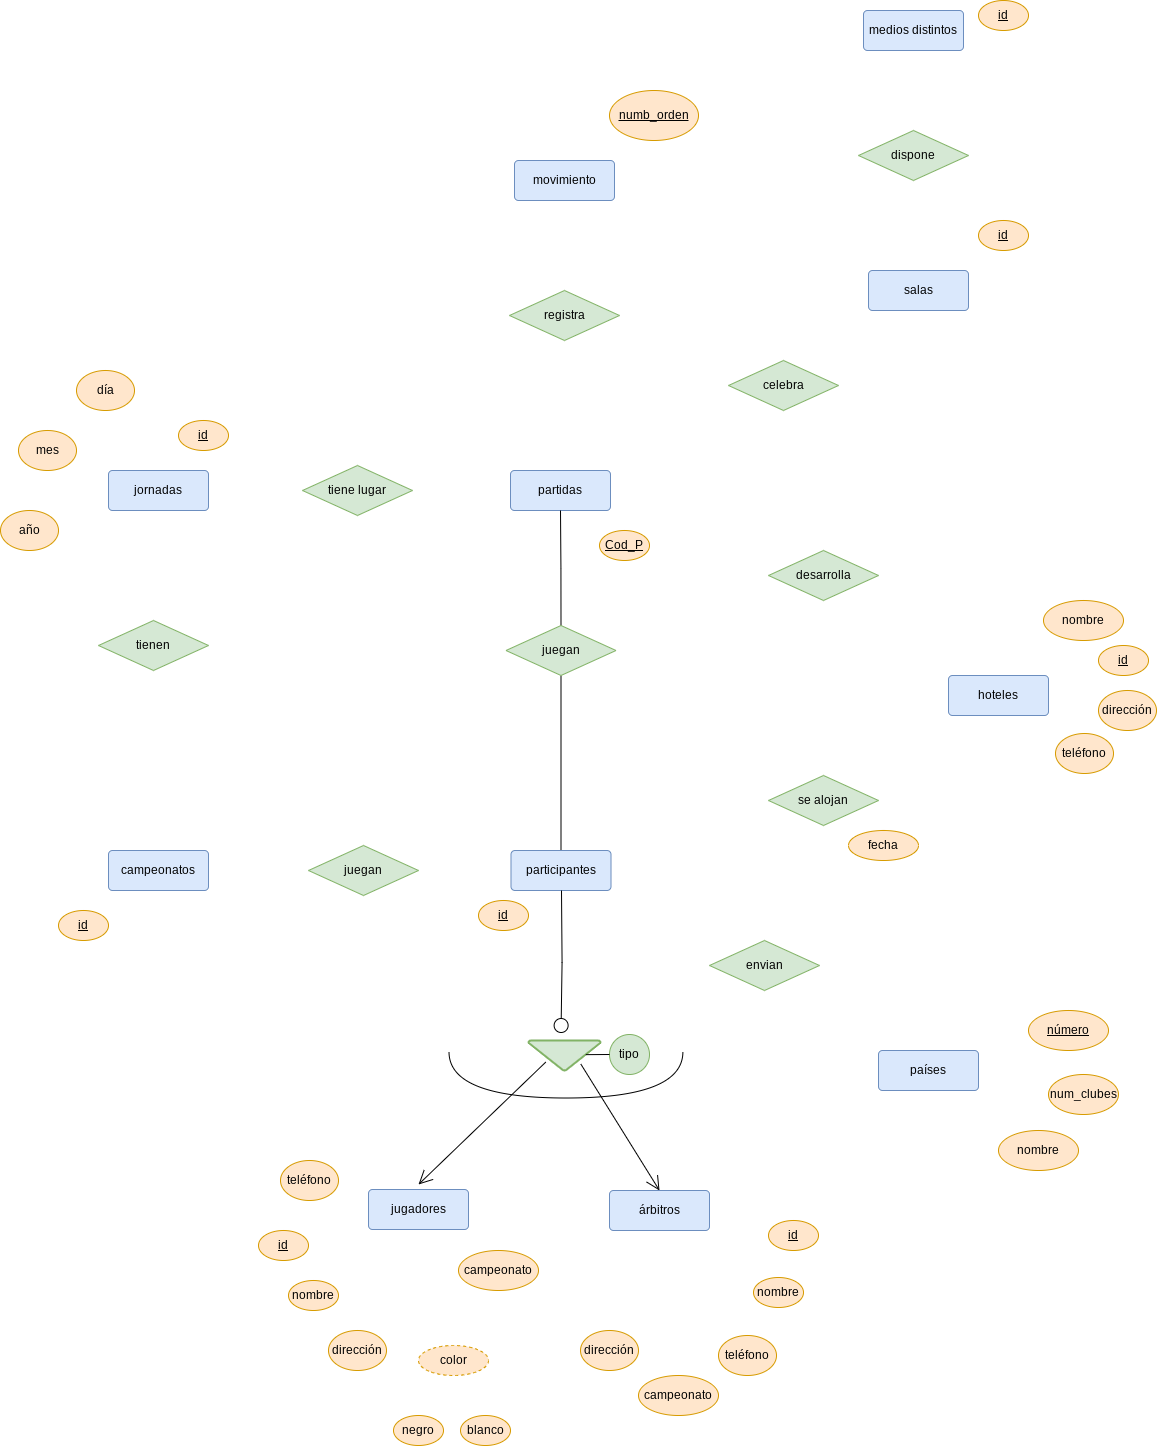 id
medios distintos
numb_orden
dispone
movimiento
id
salas
registra
celebra
día
id
mes
jornadas
tiene lugar
partidas
año
Cod_P
desarrolla
nombre
tienen
juegan
id
hoteles
dirección
teléfono
se alojan
fecha
campeonatos
juegan
participantes
id
id
envian
número
tipo
países
num_clubes
nombre
teléfono
jugadores
árbitros
id
id
campeonato
nombre
nombre
dirección
color
dirección
teléfono
campeonato
negro
blanco